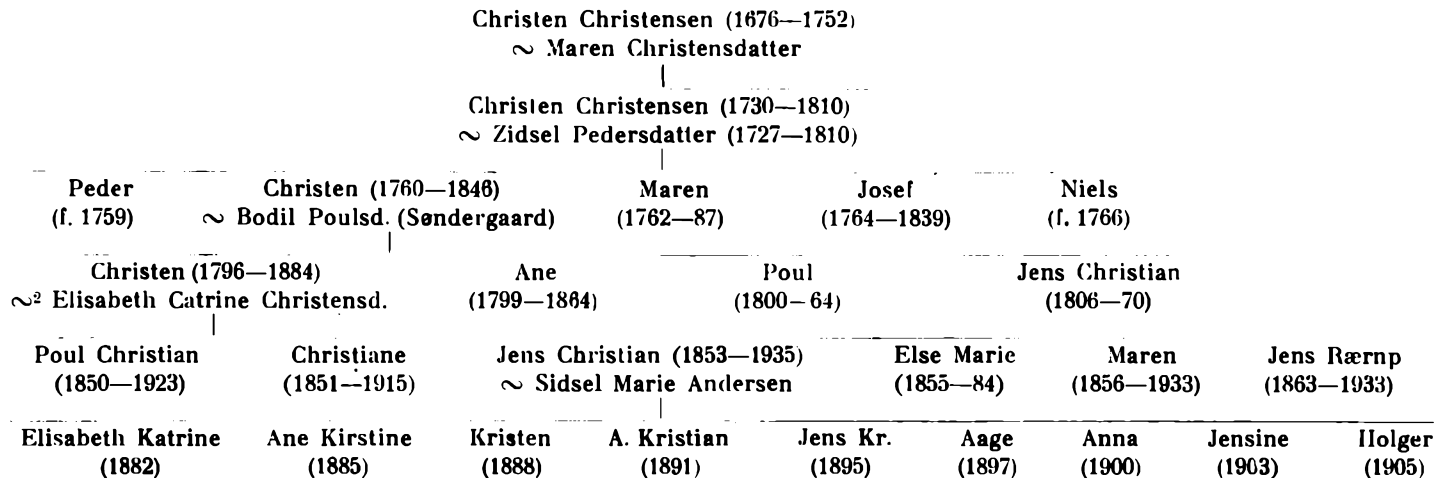 Christen Christensen (1676—1752)
~ Maren Christensdatter
Christen Christensen (1730—1810)
~ Zidsel Pedersdatter (1727—1810)
Peder Christen (1760—1846) Maren Josef Niels
(f. 1759) ~ Bodil Poulsd. (Søndergaard) (1762—87) (1764—1839) (f. 1766)
Christen (1796—1884) Ane Poul Jens Christian
~² Elisabeth Catrine Christensd. (1799—1864) (1800—64) (1806—70)
Poul Christian Christiane Jens Christian (1853—1935) Else Marie Maren Jens Rærnp
(1850—1923) (1851—1915) ~ Sidsel Marie Andersen (1855—84) (1856—1933) (1863—1933)
Elisabeth Katrine Ane Kirstine Kristen A. Kristian Jens Kr. Aage Anna Jensine Holger
(1882) (1885) (1888) (1891) (1895) (1897) (1900) (1903) (1905)